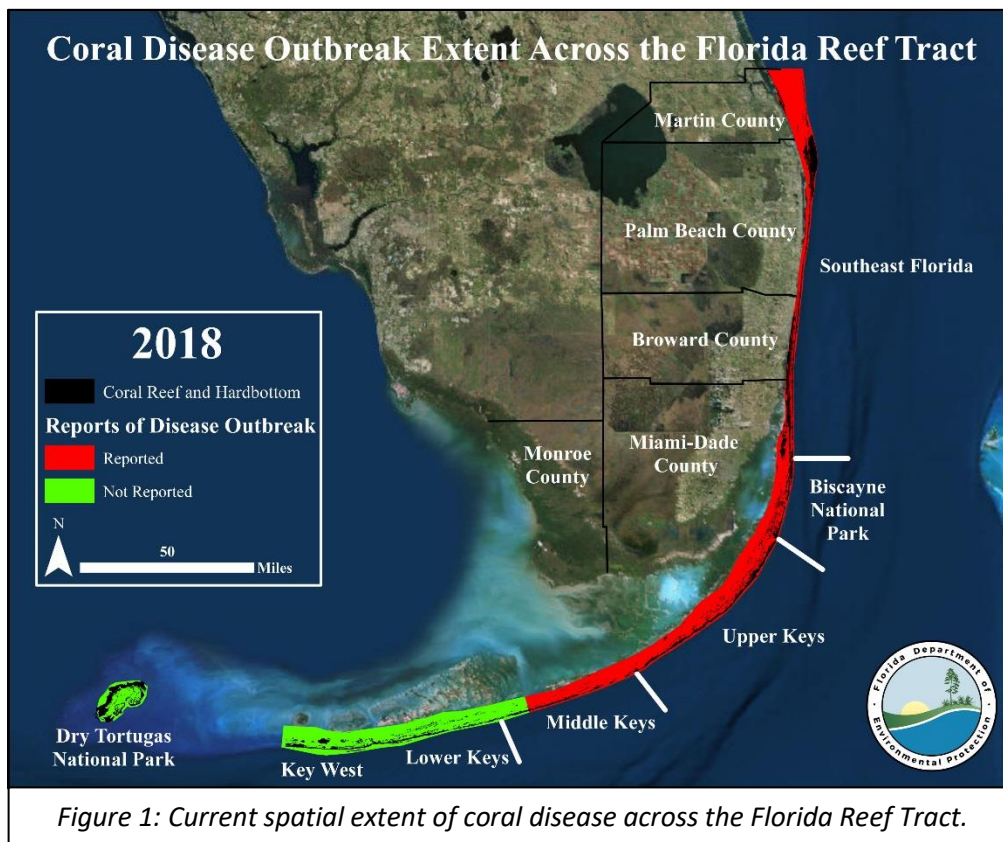 Coral Disease Outbreak Extent Across the Florida Reef Tract
Martin County
Palm Beach County
Southeast Florida
Broward County
Miami-Dade
County
Monroe
County
Biscayne
National
Park
Upper Keys
Middle Keys
Lower Keys
Key West
Dry Tortugas
National Park
2018
Coral Reef and Hardbottom
Reports of Disease Outbreak
Reported
Not Reported
N
50
Miles
Florida Department of
Environmental Protection
Figure 1: Current spatial extent of coral disease across the Florida Reef Tract.